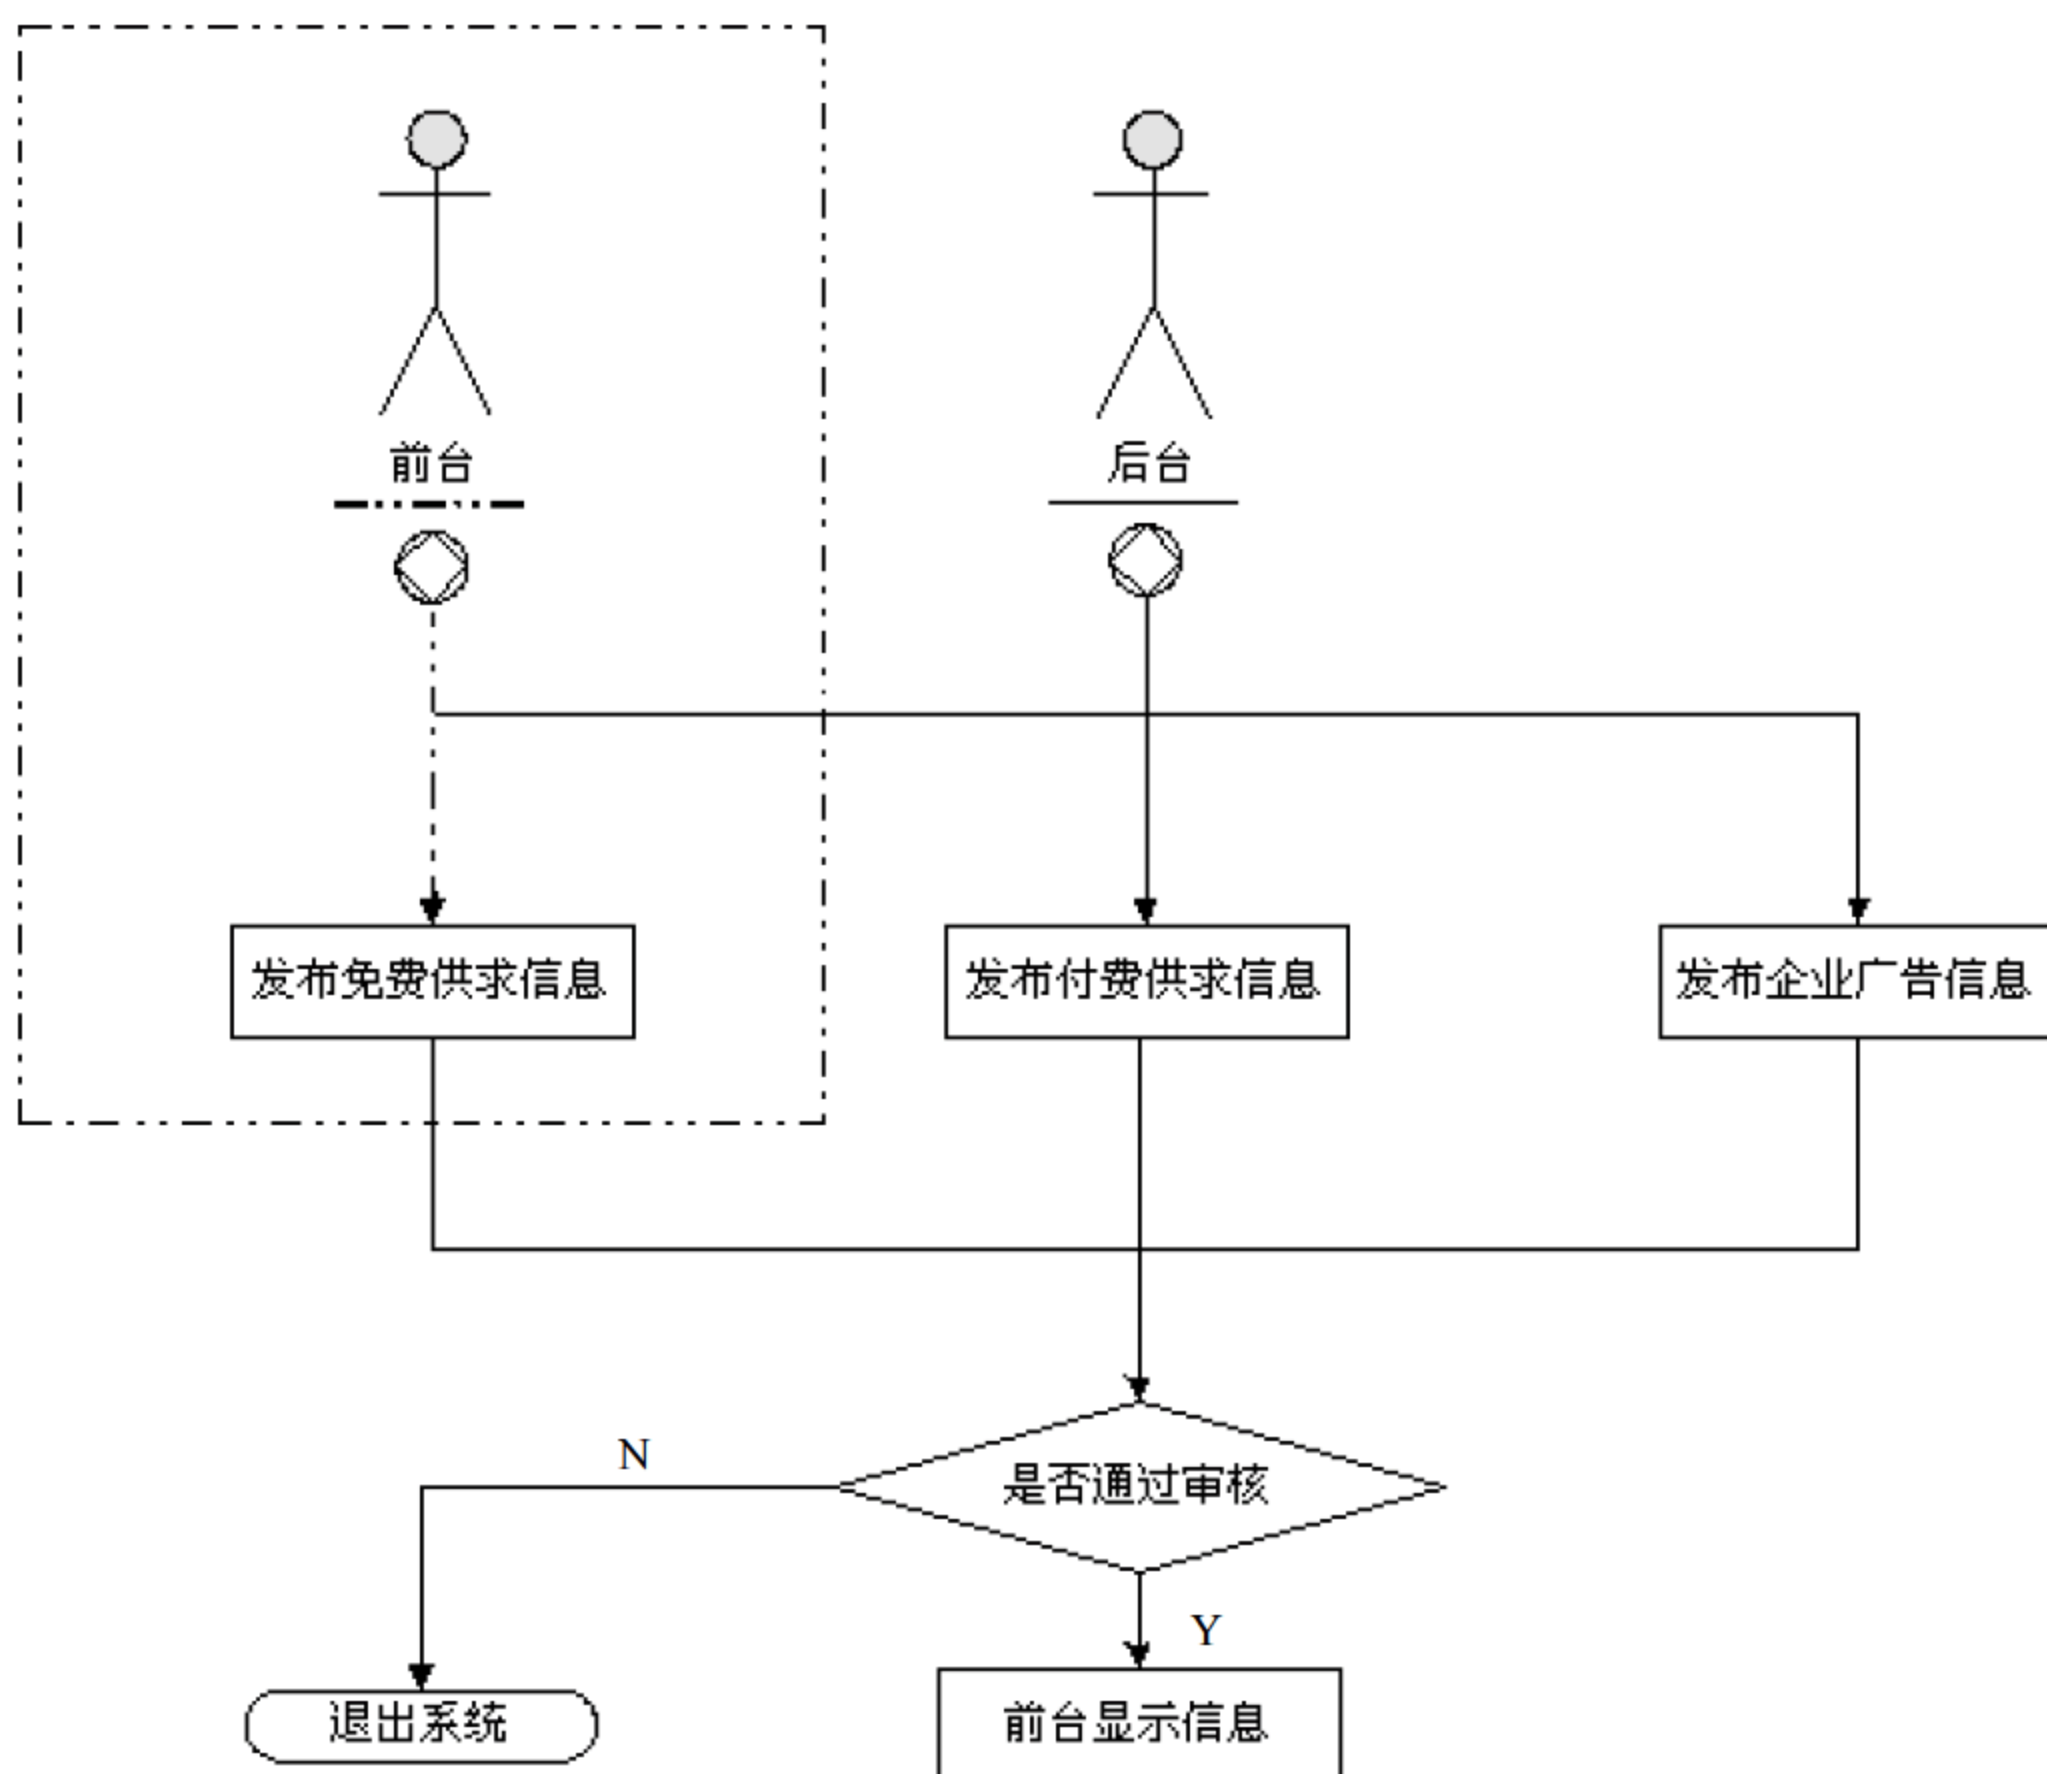 前台
后台
发布免费供求信息
发布付费供求信息
发布企业广告信息
N
是否通过审核
Y
退出系统
前台显示信息